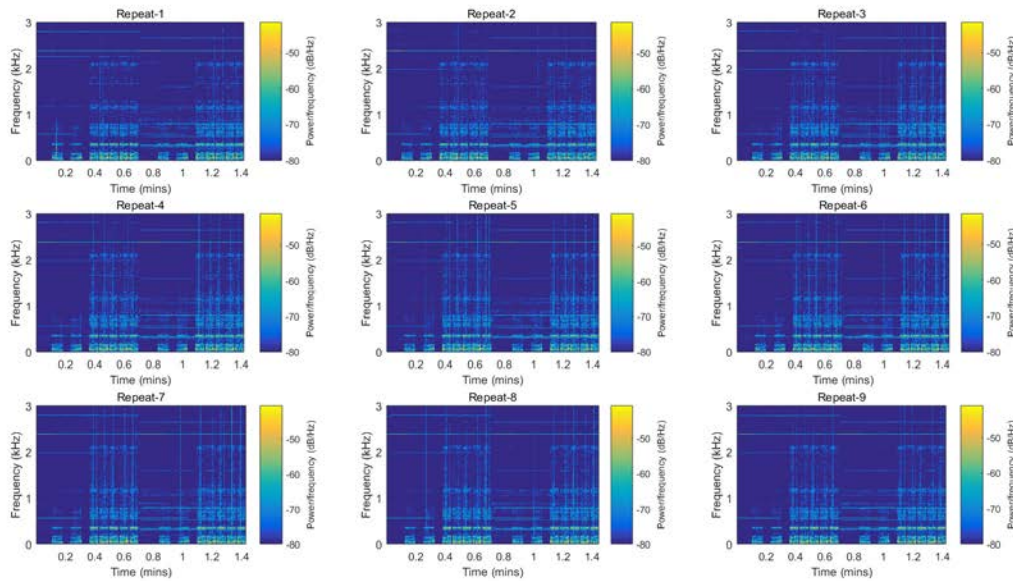 Repeat-1 Repeat-2 Repeat-3
3 3 3
-50 -50 -50
2 2 2
-60 -60 -60
1 1 1
-70 -70 -70
0 -80 0 -80 0 -80
Frequency (kHz) Power/frequency (dB/Hz) Frequency (kHz) Power/frequency (dB/Hz) Frequency (kHz) Power/frequency (dB/Hz)
0.2 0.4 0.6 0.8 1 1.2 1.4 0.2 0.4 0.6 0.8 1 1.2 1.4 0.2 0.4 0.6 0.8 1 1.2 1.4
Time (mins) Time (mins) Time (mins)
Repeat-4 Repeat-5 Repeat-6
3 3 3
-50 -50 -50
2 2 2
-60 -60 -60
1 1 1
-70 -70 -70
0 -80 0 -80 0 -80
Frequency (kHz) Power/frequency (dB/Hz) Frequency (kHz) Power/frequency (dB/Hz) Frequency (kHz) Power/frequency (dB/Hz)
0.2 0.4 0.6 0.8 1 1.2 1.4 0.2 0.4 0.6 0.8 1 1.2 1.4 0.2 0.4 0.6 0.8 1 1.2 1.4
Time (mins) Time (mins) Time (mins)
Repeat-7 Repeat-8 Repeat-9
3 3 3
-50 -50 -50
2 2 2
-60 -60 -60
1 1 1
-70 -70 -70
0 -80 0 -80 0 -80
Frequency (kHz) Power/frequency (dB/Hz) Frequency (kHz) Power/frequency (dB/Hz) Frequency (kHz) Power/frequency (dB/Hz)
0.2 0.4 0.6 0.8 1 1.2 1.4 0.2 0.4 0.6 0.8 1 1.2 1.4 0.2 0.4 0.6 0.8 1 1.2 1.4
Time (mins) Time (mins) Time (mins)